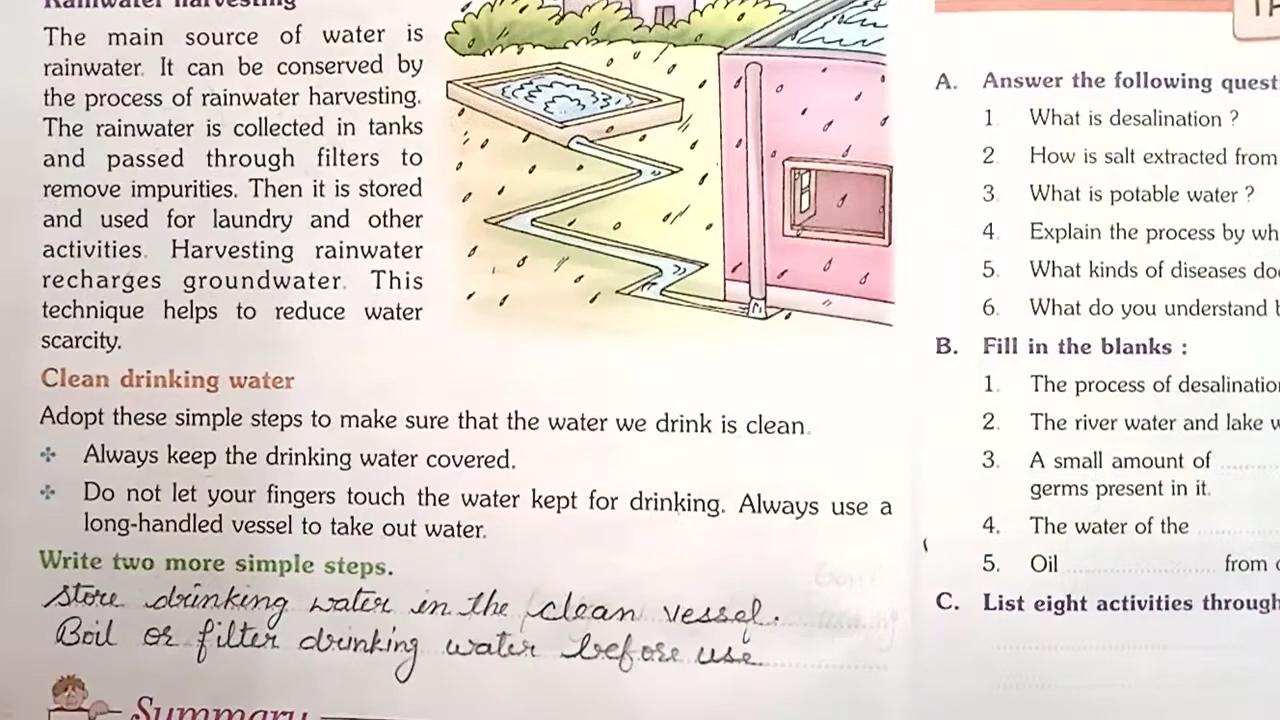 Rainwater harvesting
The main source of water is
rainwater. It can be conserved by
the process of rainwater harvesting.
The rainwater is collected in tanks
and passed through filters to
remove impurities. Then it is stored
and used for laundry and other
activities. Harvesting rainwater
recharges groundwater. This
technique helps to reduce water
scarcity.
Clean drinking water
Adopt these simple steps to make sure that the water we drink is clean.
Always keep the drinking water covered.
Do not let your fingers touch the water kept for drinking. Always use a
long-handled vessel to take out water.
Write two more simple steps.
store drinking water in the clean vessel.
Boil or filter drinking water before use
Summary
A. Answer the following quest
1. What is desalination ?
2. How is salt extracted from
3. What is potable water ?
4. Explain the process by wh
5. What kinds of diseases do
6. What do you understand
B. Fill in the blanks :
1. The process of desalination
2. The river water and lake w
3. A small amount of ..........
germs present in it.
4. The water of the ..........
5. Oil .............................. from
C. List eight activities through